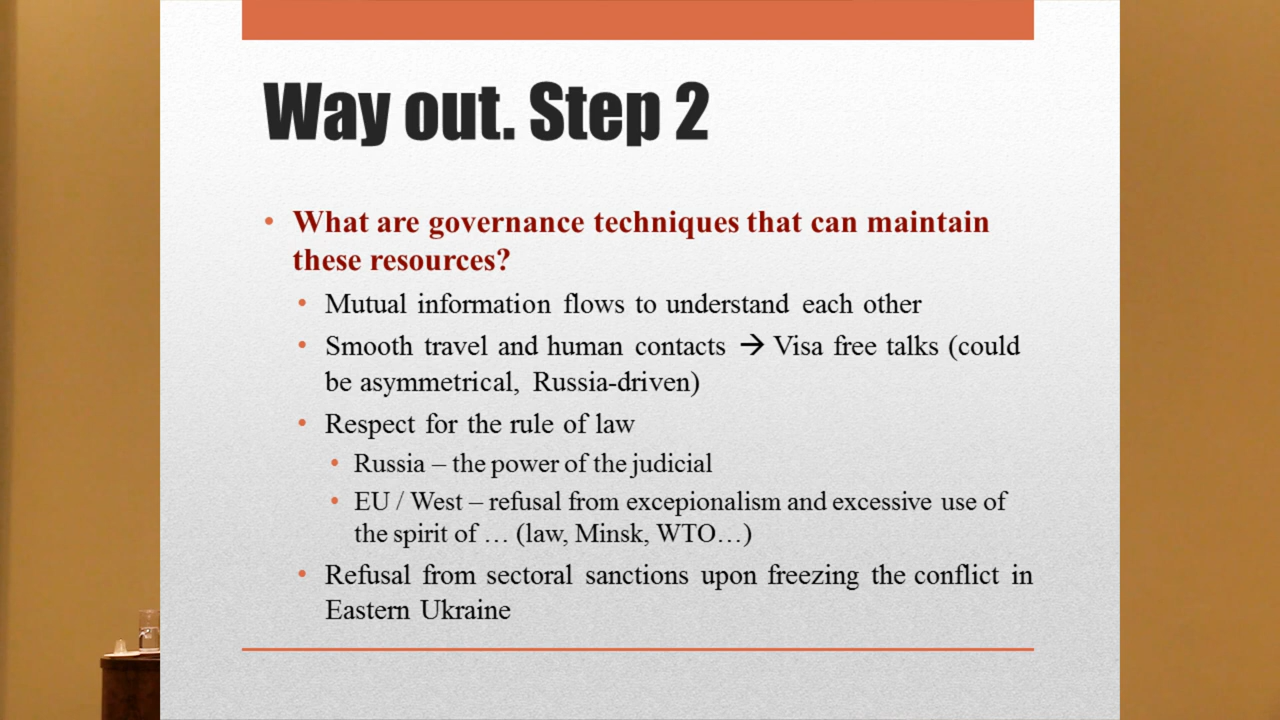 Way out. Step 2
• What are governance techniques that can maintain
these resources?
• Mutual information flows to understand each other
• Smooth travel and human contacts → Visa free talks (could
be asymmetrical, Russia-driven)
• Respect for the rule of law
• Russia – the power of the judicial
• EU / West – refusal from excepionalism and excessive use of
the spirit of … (law, Minsk, WTO…)
• Refusal from sectoral sanctions upon freezing the conflict in
Eastern Ukraine